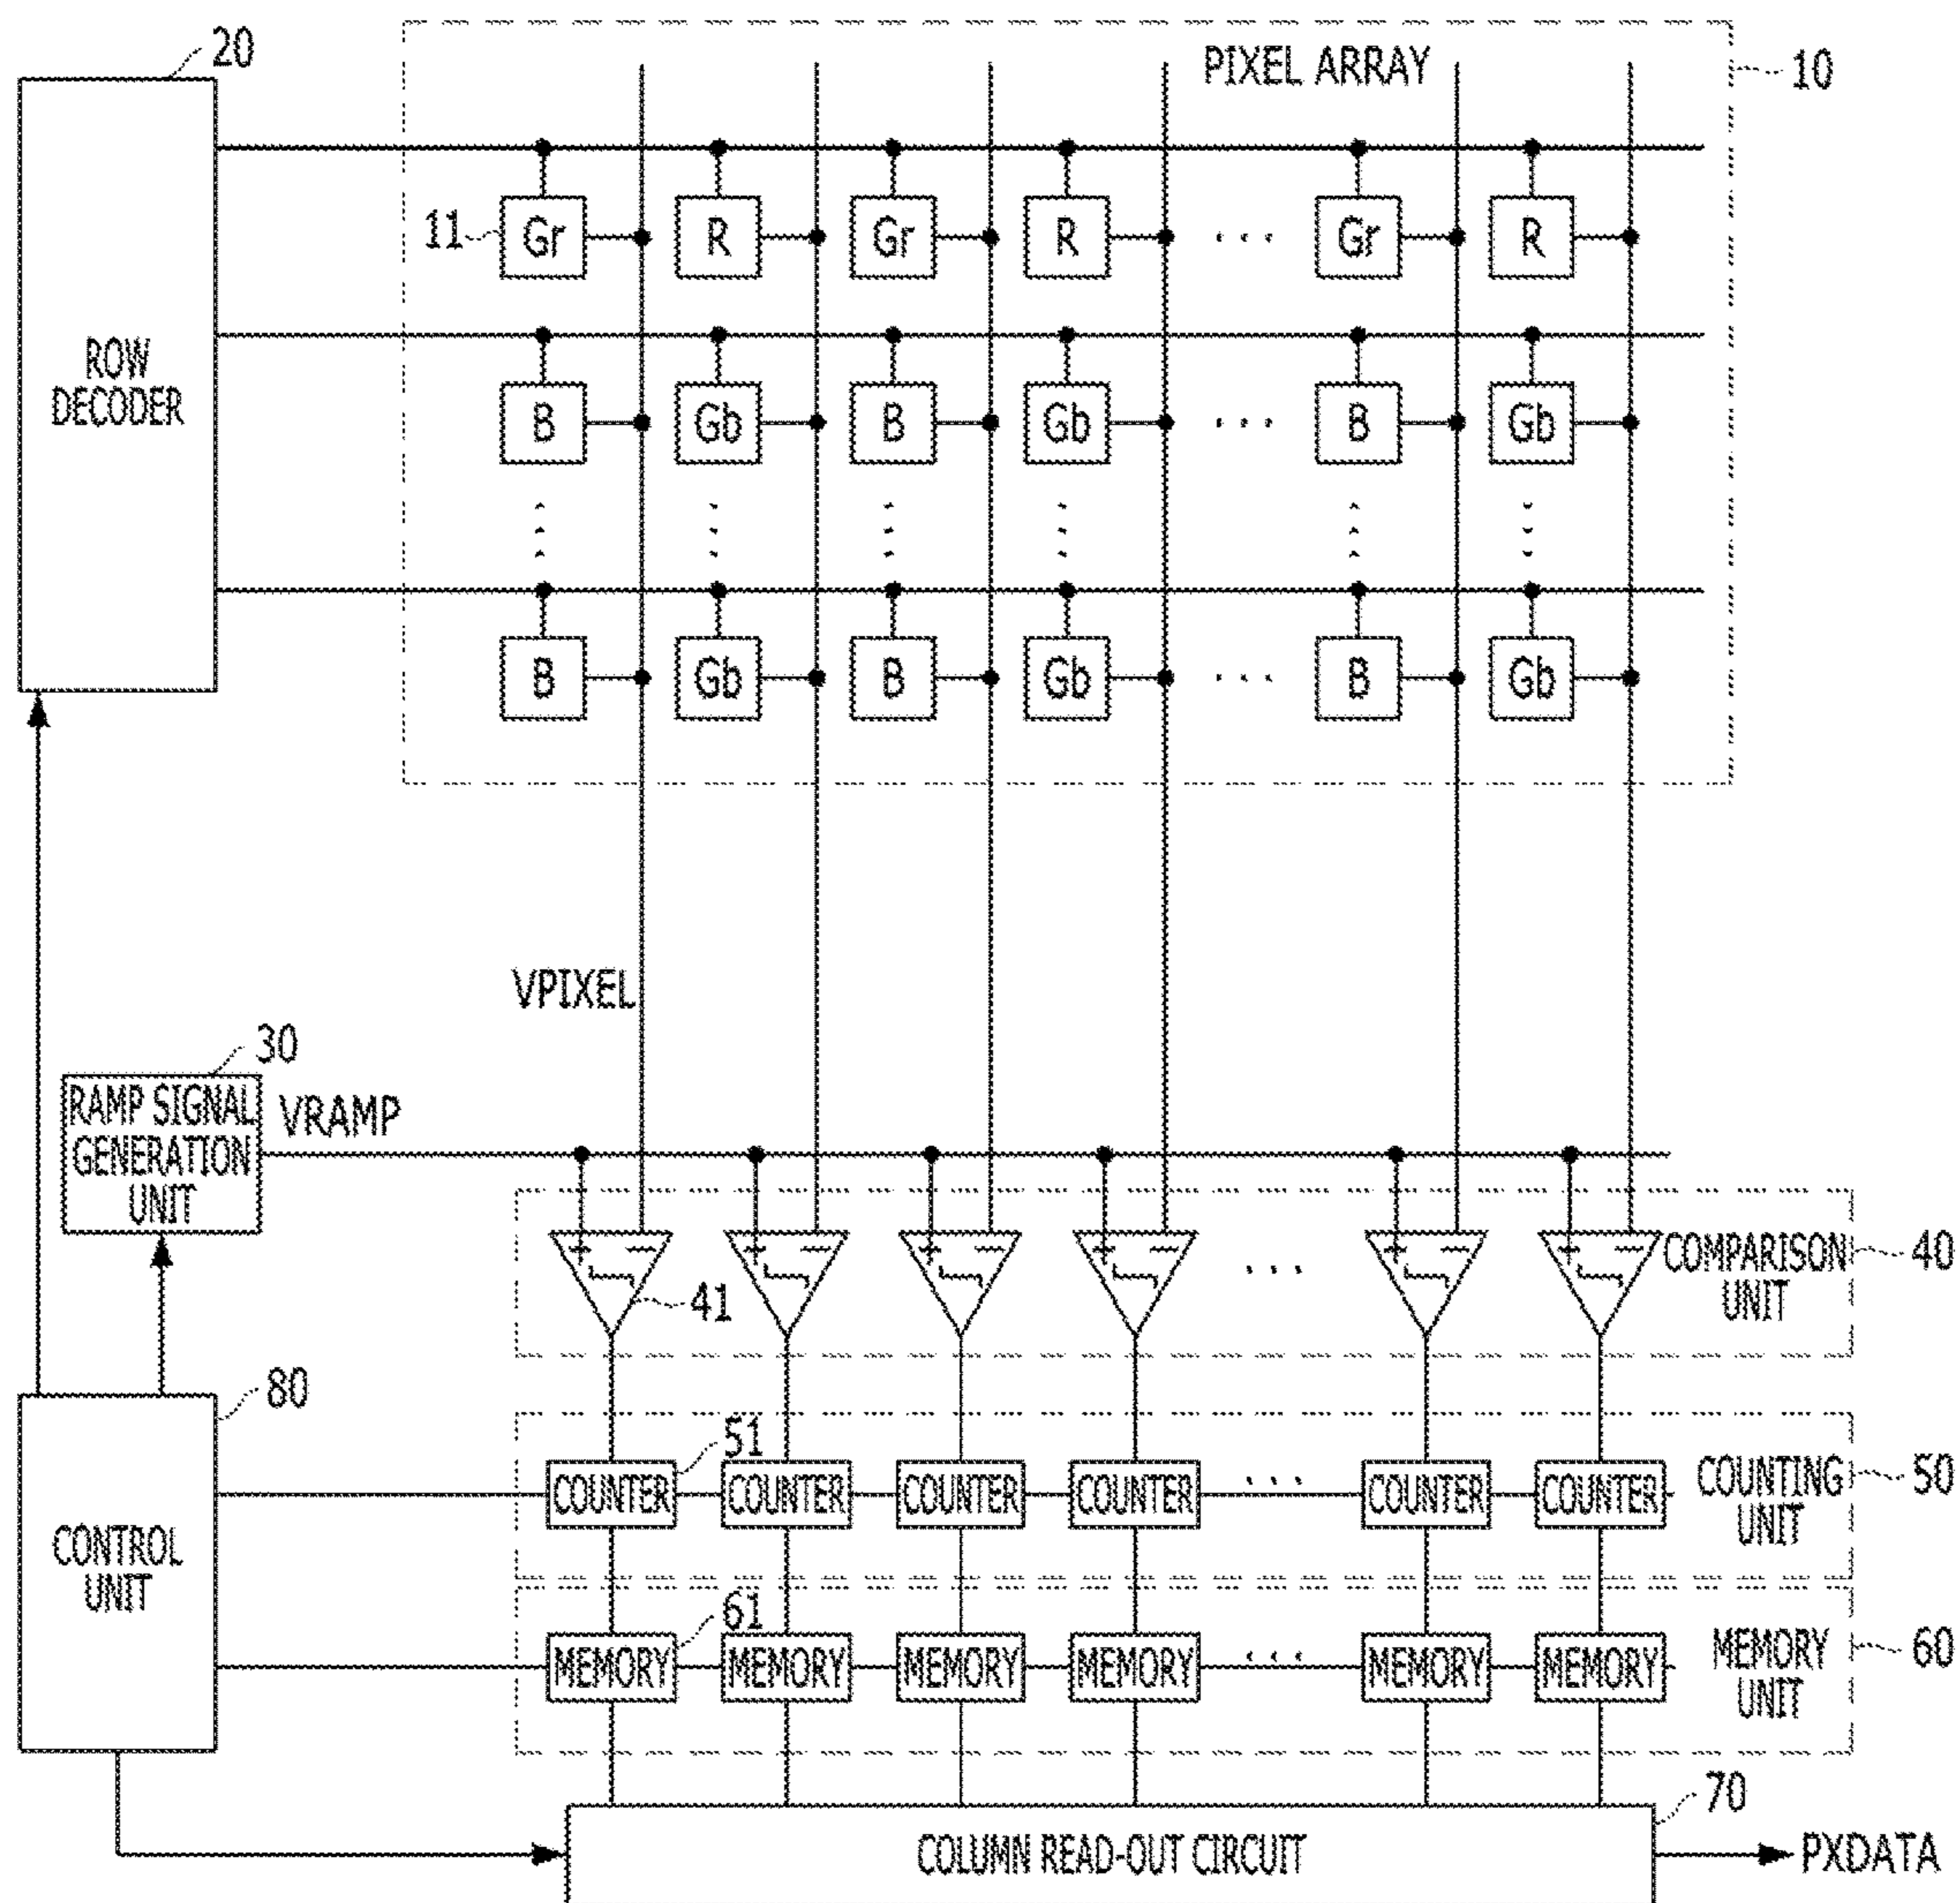 20
PIXEL ARRAY
10
11
Gr R Gr R ... Gr R
ROW
DECODER
B Gb B Gb ... B Gb
B Gb B Gb ... B Gb
VPIXEL
30
RAMP SIGNAL
GENERATION
UNIT
VRAMP
+ − + − + − + − ... + − + −
41
COMPARISON
UNIT
40
80
51
COUNTER COUNTER COUNTER COUNTER ... COUNTER COUNTER
COUNTING
UNIT
50
CONTROL
UNIT
61
MEMORY MEMORY MEMORY MEMORY ... MEMORY MEMORY
MEMORY
UNIT
60
70
COLUMN READ-OUT CIRCUIT
PXDATA